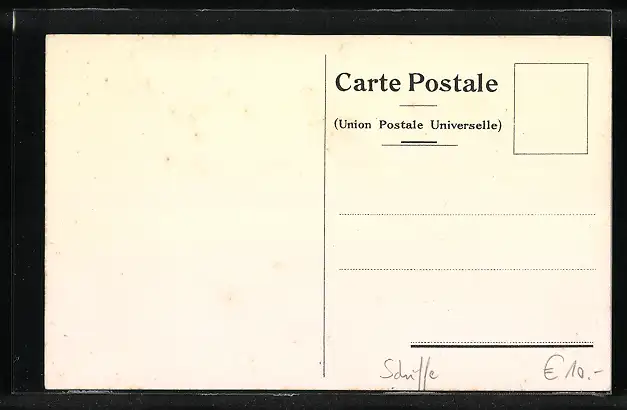 Carte Postale
(Union Postale Universelle)
Schiffe
€ 10.-